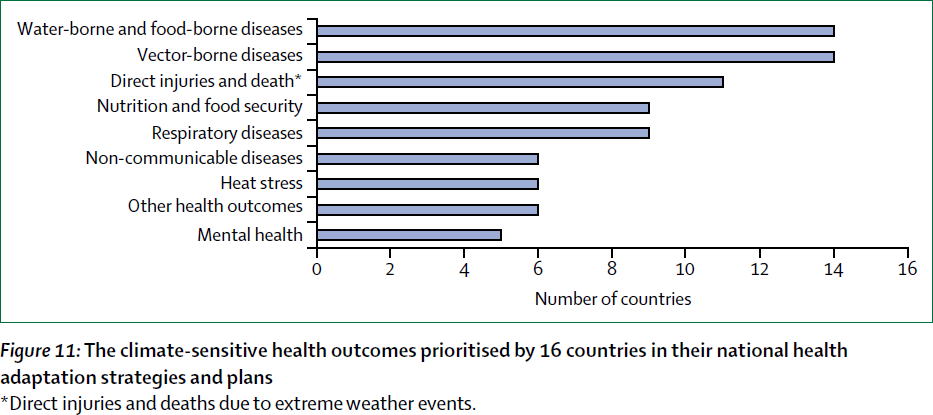 Water-borne and food-borne diseases
Vector-borne diseases
Direct injuries and death*
Nutrition and food security
Respiratory diseases
Non-communicable diseases
Heat stress
Other health outcomes
Mental health
0 2 4 6 8 10 12 14 16
Number of countries
Figure 11: The climate-sensitive health outcomes prioritised by 16 countries in their national health
adaptation strategies and plans
*Direct injuries and deaths due to extreme weather events.